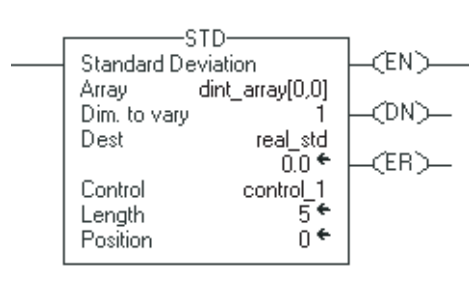 STD
Standard Deviation
EN
Array dint_array[0,0]
Dim. to vary 1
DN
Dest real_std
0.0
ER
Control control_1
Length 5
Position 0